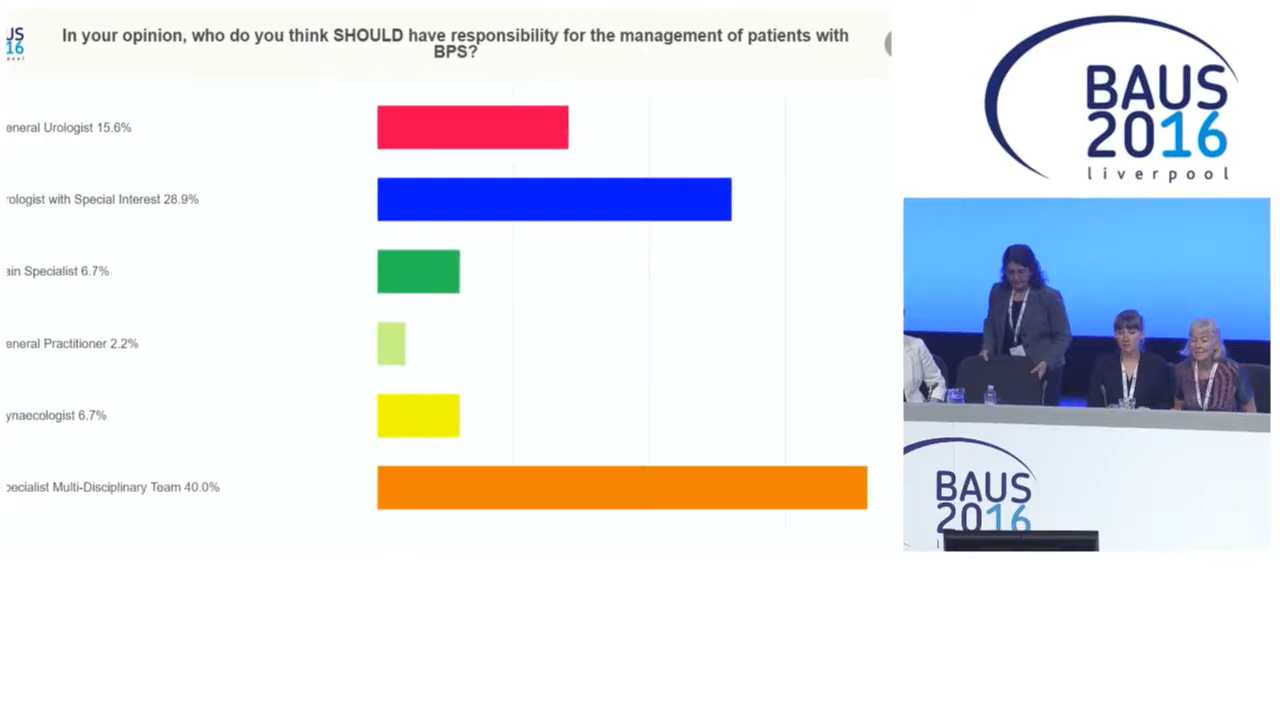 In your opinion, who do you think SHOULD have responsibility for the management of patients with
BPS?
US
16
eneral Urologist 15.6%
rologist with Special Interest 28.9%
ain Specialist 6.7%
eneral Practitioner 2.2%
ynaecologist 6.7%
pecialist Multi-Disciplinary Team 40.0%
BAUS
2016
liverpool
BAUS
2016